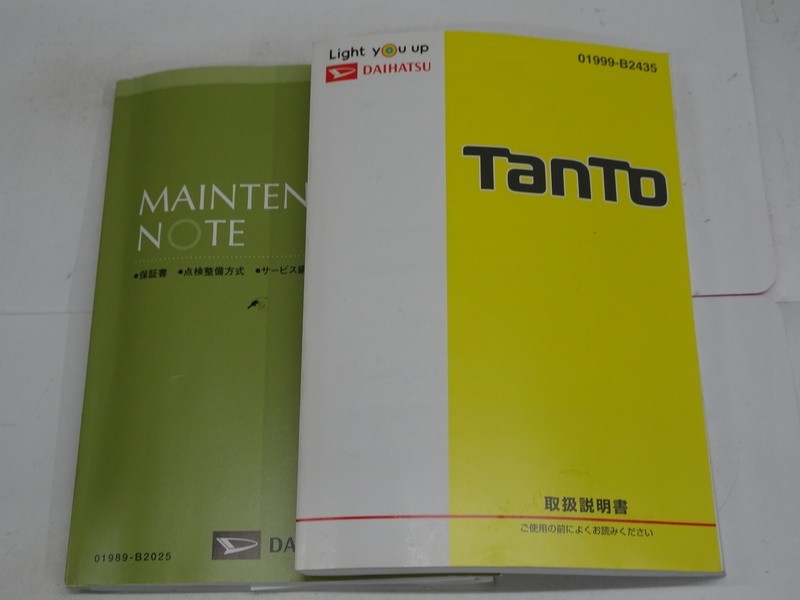 Light you up
DAIHATSU
01999-B2435
TanTo
取扱説明書
ご使用の前によくお読みください
MAINTEN
NOTE
●保証書 ●点検整備方式 ●サービス
01989-B2025
DA